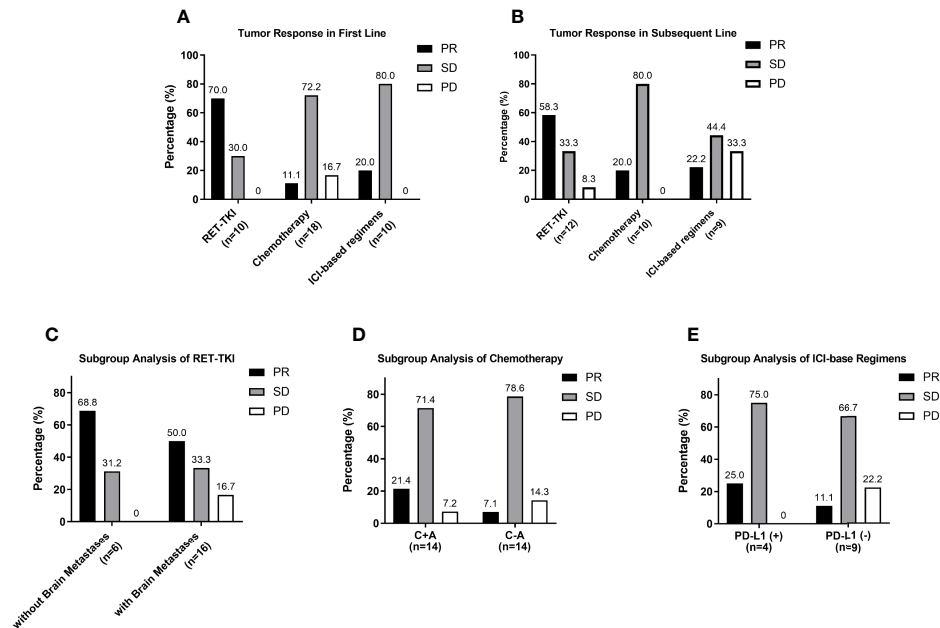 A
Tumor Response in First Line
PR
SD
PD
Percentage (%)
100
80
60
40
20
0
70.0
30.0
0
11.1
72.2
16.7
20.0
80.0
0
RET-TKI
(n=10)
Chemotherapy
(n=18)
ICI-based regimens
(n=10)
B
Tumor Response in Subsequent Line
PR
SD
PD
Percentage (%)
100
80
60
40
20
0
58.3
33.3
8.3
20.0
80.0
0
22.2
44.4
33.3
RET-TKI
(n=12)
Chemotherapy
(n=10)
ICI-based regimens
(n=9)
C
Subgroup Analysis of RET-TKI
PR
SD
PD
Percentage (%)
80
60
40
20
0
68.8
31.2
0
50.0
33.3
16.7
without Brain Metastases
(n=6)
with Brain Metastases
(n=16)
D
Subgroup Analysis of Chemotherapy
PR
SD
PD
Percentage (%)
80
60
40
20
0
21.4
71.4
7.2
7.1
78.6
14.3
C+A
(n=14)
C-A
(n=14)
E
Subgroup Analysis of ICI-base Regimens
PR
SD
PD
Percentage (%)
80
60
40
20
0
25.0
75.0
0
11.1
66.7
22.2
PD-L1 (+)
(n=4)
PD-L1 (-)
(n=9)